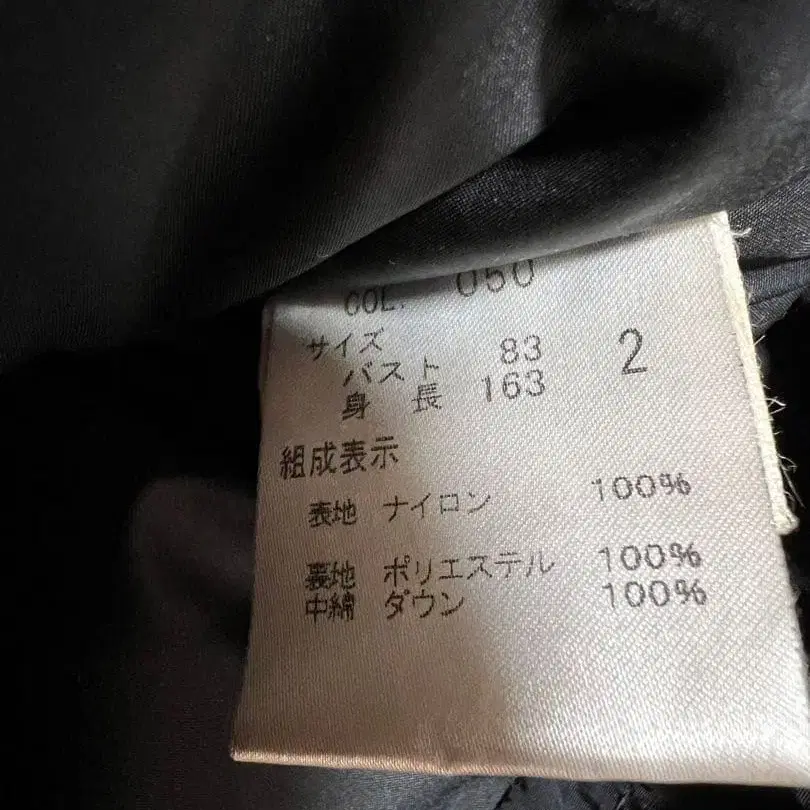 COL. 050
サイズ 2
バスト 83
身長 163
組成表示
表地 ナイロン 100%
裏地 ポリエステル 100%
中綿 ダウン 100%